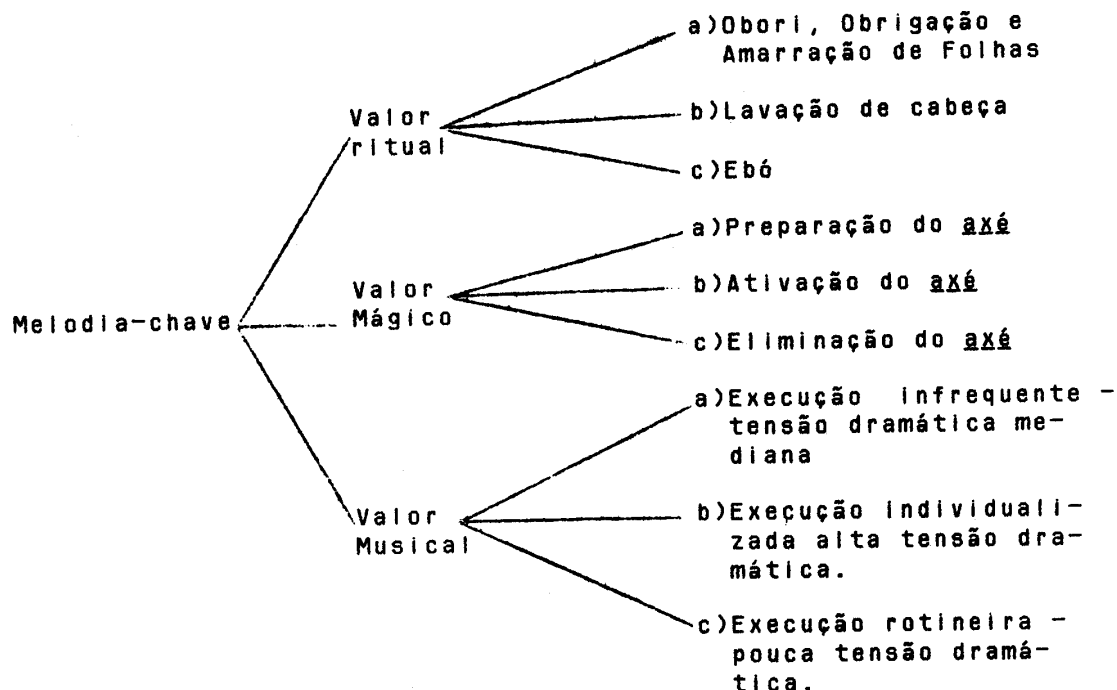 a)Obori, Obrigação e
Amarração de Folhas
Valor
ritual
b)Lavação de cabeça
c)Ebó
a)Preparação do axé
Valor
Mágico
b)Ativação do axé
Melodia-chave
c)Eliminação do axé
a)Execução infrequente -
tensão dramática me-
diana
Valor
Musical
b)Execução individuali-
zada alta tensão dra-
mática.
c)Execução rotineira -
pouca tensão dramá-
tica.